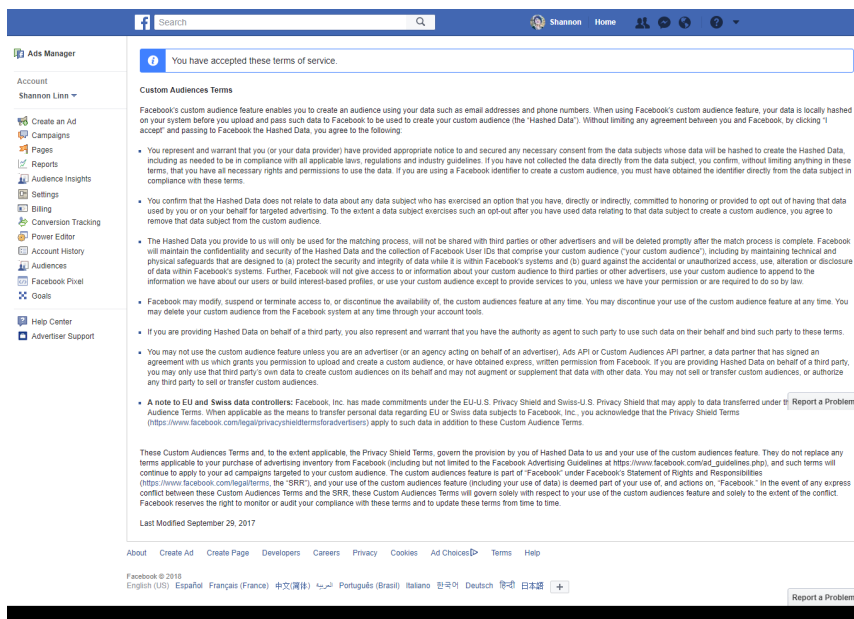 f Search Shannon Home
Ads Manager
You have accepted these terms of service.
Account
Shannon Linn
Custom Audiences Terms
Create an Ad
Campaigns
Pages
Reports
Audience Insights
Settings
Billing
Conversion Tracking
Power Editor
Account History
Audiences
Facebook Pixel
Goals
Help Center
Advertiser Support
Facebook's custom audience feature enables you to create an audience using your data such as email addresses and phone numbers. When using Facebook's custom audience feature, your data is locally hashed
on your system before you upload and pass such data to Facebook to be used to create your custom audience (the "Hashed Data"). Without limiting any agreement between you and Facebook, by clicking "I
accept" and passing to Facebook the Hashed Data, you agree to the following:
You represent and warrant that you (or your data provider) have provided appropriate notice to and secured any necessary consent from the data subjects whose data will be hashed to create the Hashed Data,
including as needed to be in compliance with all applicable laws, regulations and industry guidelines. If you have not collected the data directly from the data subject, you confirm, without limiting anything in these
terms, that you have all necessary rights and permissions to use the data. If you are using a Facebook identifier to create a custom audience, you must have obtained the identifier directly from the data subject in
compliance with these terms.
You confirm that the Hashed Data does not relate to data about any data subject who has exercised an option that you have, directly or indirectly, committed to honoring or provided to opt out of having that data
used by you or on your behalf for targeted advertising. To the extent a data subject exercises such an opt-out after you have used data relating to that data subject to create a custom audience, you agree to
remove that data subject from the custom audience.
The Hashed Data you provide to us will only be used for the matching process, will not be shared with third parties or other advertisers and will be deleted promptly after the match process is complete. Facebook
will maintain the confidentiality and security of the Hashed Data and the collection of Facebook User IDs that comprise your custom audience ("your custom audience"), including by maintaining technical and
physical safeguards that are designed to (a) protect the security and integrity of data while it is within Facebook's systems and (b) guard against the accidental or unauthorized access, use, alteration or disclosure
of data within Facebook's systems. Further, Facebook will not give access to or information about your custom audience to third parties or other advertisers, use your custom audience to append to the
information we have about our users or build interest-based profiles, or use your custom audience except to provide services to you, unless we have your permission or are required to do so by law.
Facebook may modify, suspend or terminate access to, or discontinue the availability of, the custom audiences feature at any time. You may discontinue your use of the custom audience feature at any time. You
may delete your custom audience from the Facebook system at any time through your account tools.
If you are providing Hashed Data on behalf of a third party, you also represent and warrant that you have the authority as agent to such party to use such data on their behalf and bind such party to these terms.
You may not use the custom audience feature unless you are an advertiser (or an agency acting on behalf of an advertiser), Ads API or Custom Audiences API partner, a data partner that has signed an
agreement with us which grants you permission to upload and create a custom audience, or have obtained express, written permission from Facebook. If you are providing Hashed Data on behalf of a third party,
you may only use that third party's own data to create custom audiences on its behalf and may not augment or supplement that data with other data. You may not sell or transfer custom audiences, or authorize
any third party to sell or transfer custom audiences.
A note to EU and Swiss data controllers: Facebook, Inc. has made commitments under the EU-U.S. Privacy Shield and Swiss-U.S. Privacy Shield that may apply to data transferred under th
Report a Problem
Audience Terms. When applicable as the means to transfer personal data regarding EU or Swiss data subjects to Facebook, Inc., you acknowledge that the Privacy Shield Terms
(https://www.facebook.com/legal/privacyshieldtermsforadvertisers) apply to such data in addition to these Custom Audience Terms.
These Custom Audiences Terms and, to the extent applicable, the Privacy Shield Terms, govern the provision by you of Hashed Data to us and your use of the custom audiences feature. They do not replace any
terms applicable to your purchase of advertising inventory from Facebook (including but not limited to the Facebook Advertising Guidelines at https://www.facebook.com/ad_guidelines.php), and such terms will
continue to apply to your ad campaigns targeted to your custom audience. The custom audiences feature is part of "Facebook" under Facebook's Statement of Rights and Responsibilities
(https://www.facebook.com/legal/terms, the "SRR"), and your use of the custom audiences feature (including your use of data) is deemed part of your use of, and actions on, "Facebook." In the event of any express
conflict between these Custom Audiences Terms and the SRR, these Custom Audiences Terms will govern solely with respect to your use of the custom audiences feature and solely to the extent of the conflict.
Facebook reserves the right to monitor or audit your compliance with these terms and to update these terms from time to time.
Last Modified September 29, 2017
About Create Ad Create Page Developers Careers Privacy Cookies Ad Choices Terms Help
Facebook © 2018
English (US) Español Français (France) 中文(简体) العربية Português (Brasil) Italiano 한국어 Deutsch हिन्दी 日本語 +
Report a Problem